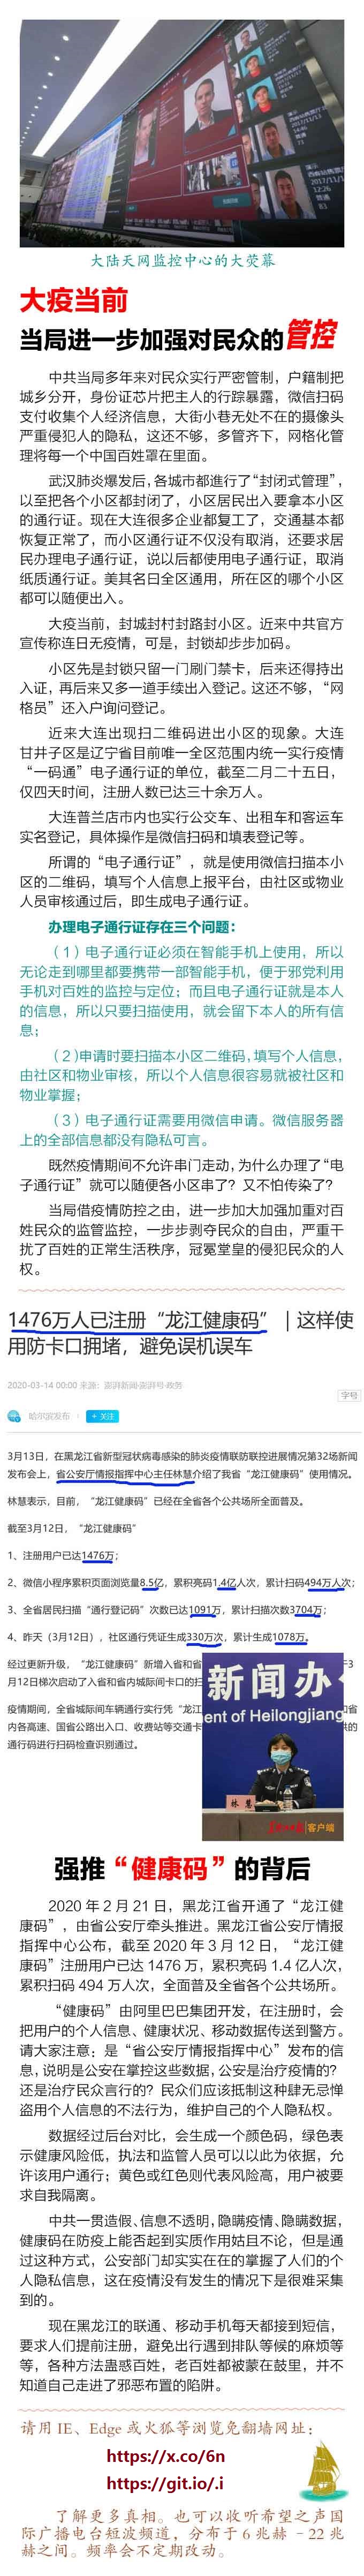 大陆天网监控中心的大荧幕
大疫当前
当局进一步加强对民众的管控
中共当局多年来对民众实行严密管制，户籍制把
城乡分开，身份证芯片把主人的行踪暴露，微信扫码
支付收集个人经济信息，大街小巷无处不在的摄像头
严重侵犯人的隐私，这还不够，多管齐下，网格化管
理将每一个中国百姓罩在里面。
武汉肺炎爆发后，各城市都進行了“封闭式管理”，
以至把各个小区都封闭了，小区居民出入要拿本小区
的通行证。现在大连很多企业都复工了，交通基本都
恢复正常了，而小区通行证不仅没有取消，还要求居
民办理电子通行证，说以后都使用电子通行证，取消
纸质通行证。美其名曰全区通用，所在区的哪个小区
都可以随便出入。
大疫当前，封城封村封路封小区。近来中共官方
宣传称连日无疫情，可是，封锁却步步加码。
小区先是封锁只留一门刷门禁卡，后来还得持出
入证，再后来又多一道手续出入登记。这还不够，“网
格员”还入户询问登记。
近来大连出现扫二维码进出小区的现象。大连
甘井子区是辽宁省目前唯一全区范围内统一实行疫情
“一码通”电子通行证的单位，截至二月二十五日，
仅四天时间，注册人数已达三十余万人。
大连普兰店市内也实行公交车、出租车和客运车
实名登记，具体操作是微信扫码和填表登记等。
所谓的“电子通行证”，就是使用微信扫描本小
区的二维码，填写个人信息上报平台，由社区或物业
人员审核通过后，即生成电子通行证。
办理电子通行证存在三个问题：
（1）电子通行证必须在智能手机上使用，所以
无论走到哪里都要携带一部智能手机，便于邪党利用
手机对百姓的监控与定位；而且电子通行证就是本人
的信息，所以只要扫描使用，就会留下本人的所有信
息；
（2）申请时要扫描本小区二维码，填写个人信息，
由社区和物业审核，所以个人信息很容易就被社区和
物业掌握；
（3）电子通行证需要用微信申请。微信服务器
上的全部信息都没有隐私可言。
既然疫情期间不允许串门走动，为什么办理了“电
子通行证”就可以随便各小区串了？又不怕传染了？
当局借疫情防控之由，进一步加大加强加重对百
姓民众的监管监控，一步步剥夺民众的自由，严重干
扰了百姓的正常生活秩序，冠冕堂皇的侵犯民众的人
权。
1476万人已注册“龙江健康码”｜这样使
用防卡口拥堵，避免误机误车
2020-03-14 00:00 来源：澎湃新闻·澎湃号·政务
字号
哈尔滨发布 + 关注
3月13日，在黑龙江省新型冠状病毒感染的肺炎疫情联防联控进展情况第32场新闻
发布会上，省公安厅情报指挥中心主任林慧介绍了我省“龙江健康码”使用情况。
林慧表示，目前，“龙江健康码”已经在全省各个公共场所全面普及。
截至3月12日，“龙江健康码”
1、注册用户已达1476万；
2、微信小程序累积页面浏览量8.5亿，累积亮码1.4亿人次，累计扫码494万人次；
3、全省居民扫描“通行登记码”次数已达1091万，累计扫描次数3704万；
4、昨天（3月12日），社区通行凭证生成330万次，累计生成1078万。
经过更新升级，“龙江健康码”新增入省和省
月12日梯次启动了入省和省内城际间卡口的扫
疫情期间，全省城际间车辆通行实行凭“龙江
内各高速、国省公路出入口、收费站等交通卡
通行码进行扫码检查识别通过。
新闻办
ent of Heilongjiang
林 慧
客户端
强推“健康码”的背后
2020 年 2 月 21 日，黑龙江省开通了“龙江健
康码”，由省公安厅牵头推进。黑龙江省公安厅情报
指挥中心公布，截至 2020 年 3 月 12 日，“龙江健
康码”注册用户已达 1476 万，累积亮码 1.4 亿人次，
累积扫码 494 万人次，全面普及全省各个公共场所。
“健康码”由阿里巴巴集团开发，在注册时，会
把用户的个人信息、健康状况、移动数据传送到警方。
请大家注意：是“省公安厅情报指挥中心”发布的信
息，说明是公安在掌控这些数据，公安是治疗疫情的？
还是治疗民众言行的？民众们应该抵制这种肆无忌惮
盗用个人信息的不法行为，维护自己的个人隐私权。
数据经过后台对比，会生成一个颜色码，绿色表
示健康风险低，执法和监管人员可以以此为依据，允
许该用户通行；黄色或红色则代表风险高，用户被要
求自我隔离。
中共一贯造假、信息不透明，隐瞒疫情、隐瞒数据，
健康码在防疫上能否起到实质作用姑且不论，但是通
过这种方式，公安部门却实实在在的掌握了人们的个
人隐私信息，这在疫情没有发生的情况下是很难采集
到的。
现在黑龙江的联通、移动手机每天都接到短信，
要求人们提前注册，避免出行遇到排队等候的麻烦等
等，各种方法蛊惑百姓，老百姓都被蒙在鼓里，并不
知道自己走进了邪恶布置的陷阱。
请用 IE、Edge 或火狐等浏览免翻墙网址：
https://x.co/6n
https://git.io/.i
了解更多真相。也可以收听希望之声国
际广播电台短波频道，分布于 6 兆赫 －22 兆
赫之间。频率会不定期改动。